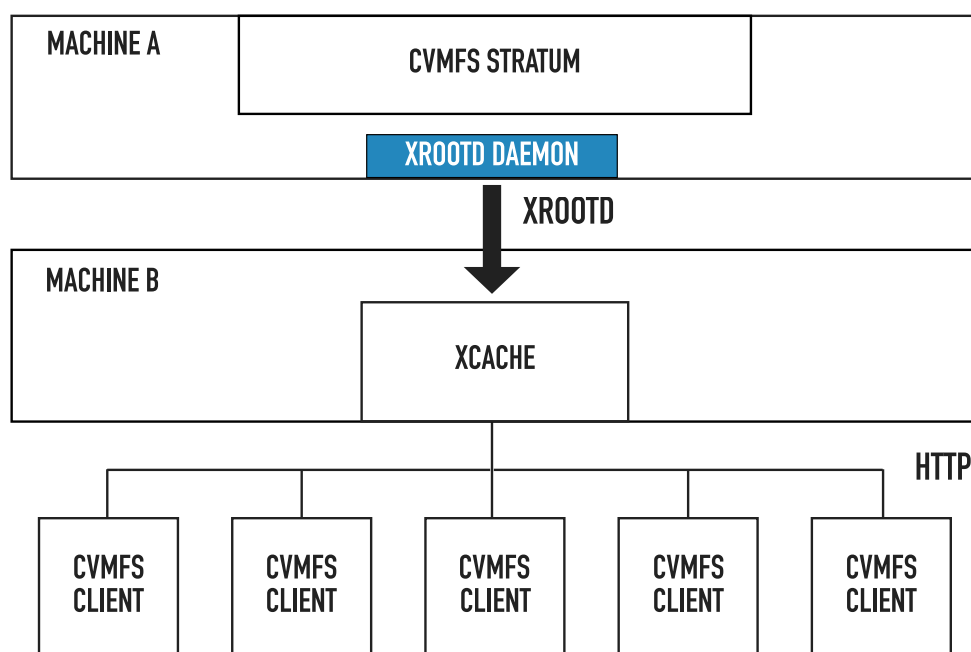 MACHINE A
CVMFS STRATUM
XROOTD DAEMON
XROOTD
MACHINE B
XCACHE
HTTP
CVMFS
CLIENT
CVMFS
CLIENT
CVMFS
CLIENT
CVMFS
CLIENT
CVMFS
CLIENT